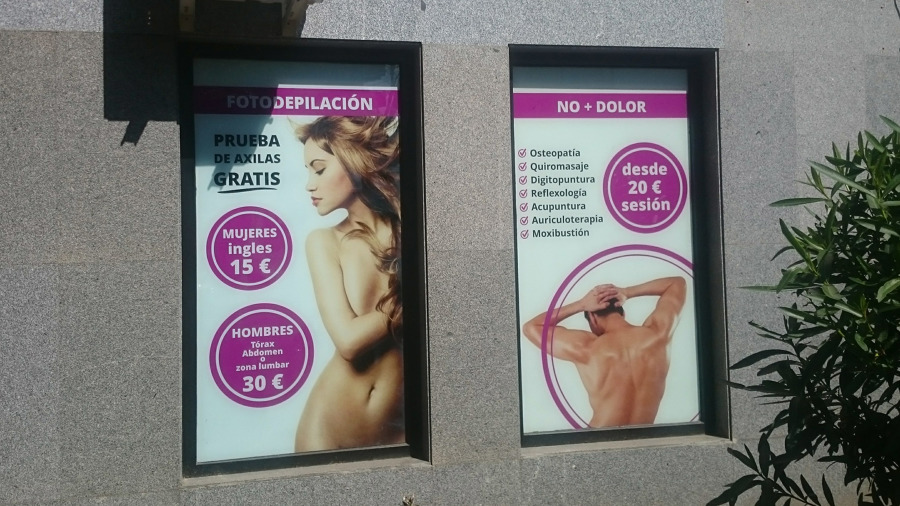 FOTODEPILACIÓN
PRUEBA
DE AXILAS
GRATIS
MUJERES
ingles
15 €
HOMBRES
Tórax
Abdomen
o
zona lumbar
30 €
NO + DOLOR
Osteopatía
Quiromasaje
Digitopuntura
Reflexología
Acupuntura
Auriculoterapia
Moxibustión
desde
20 €
sesión